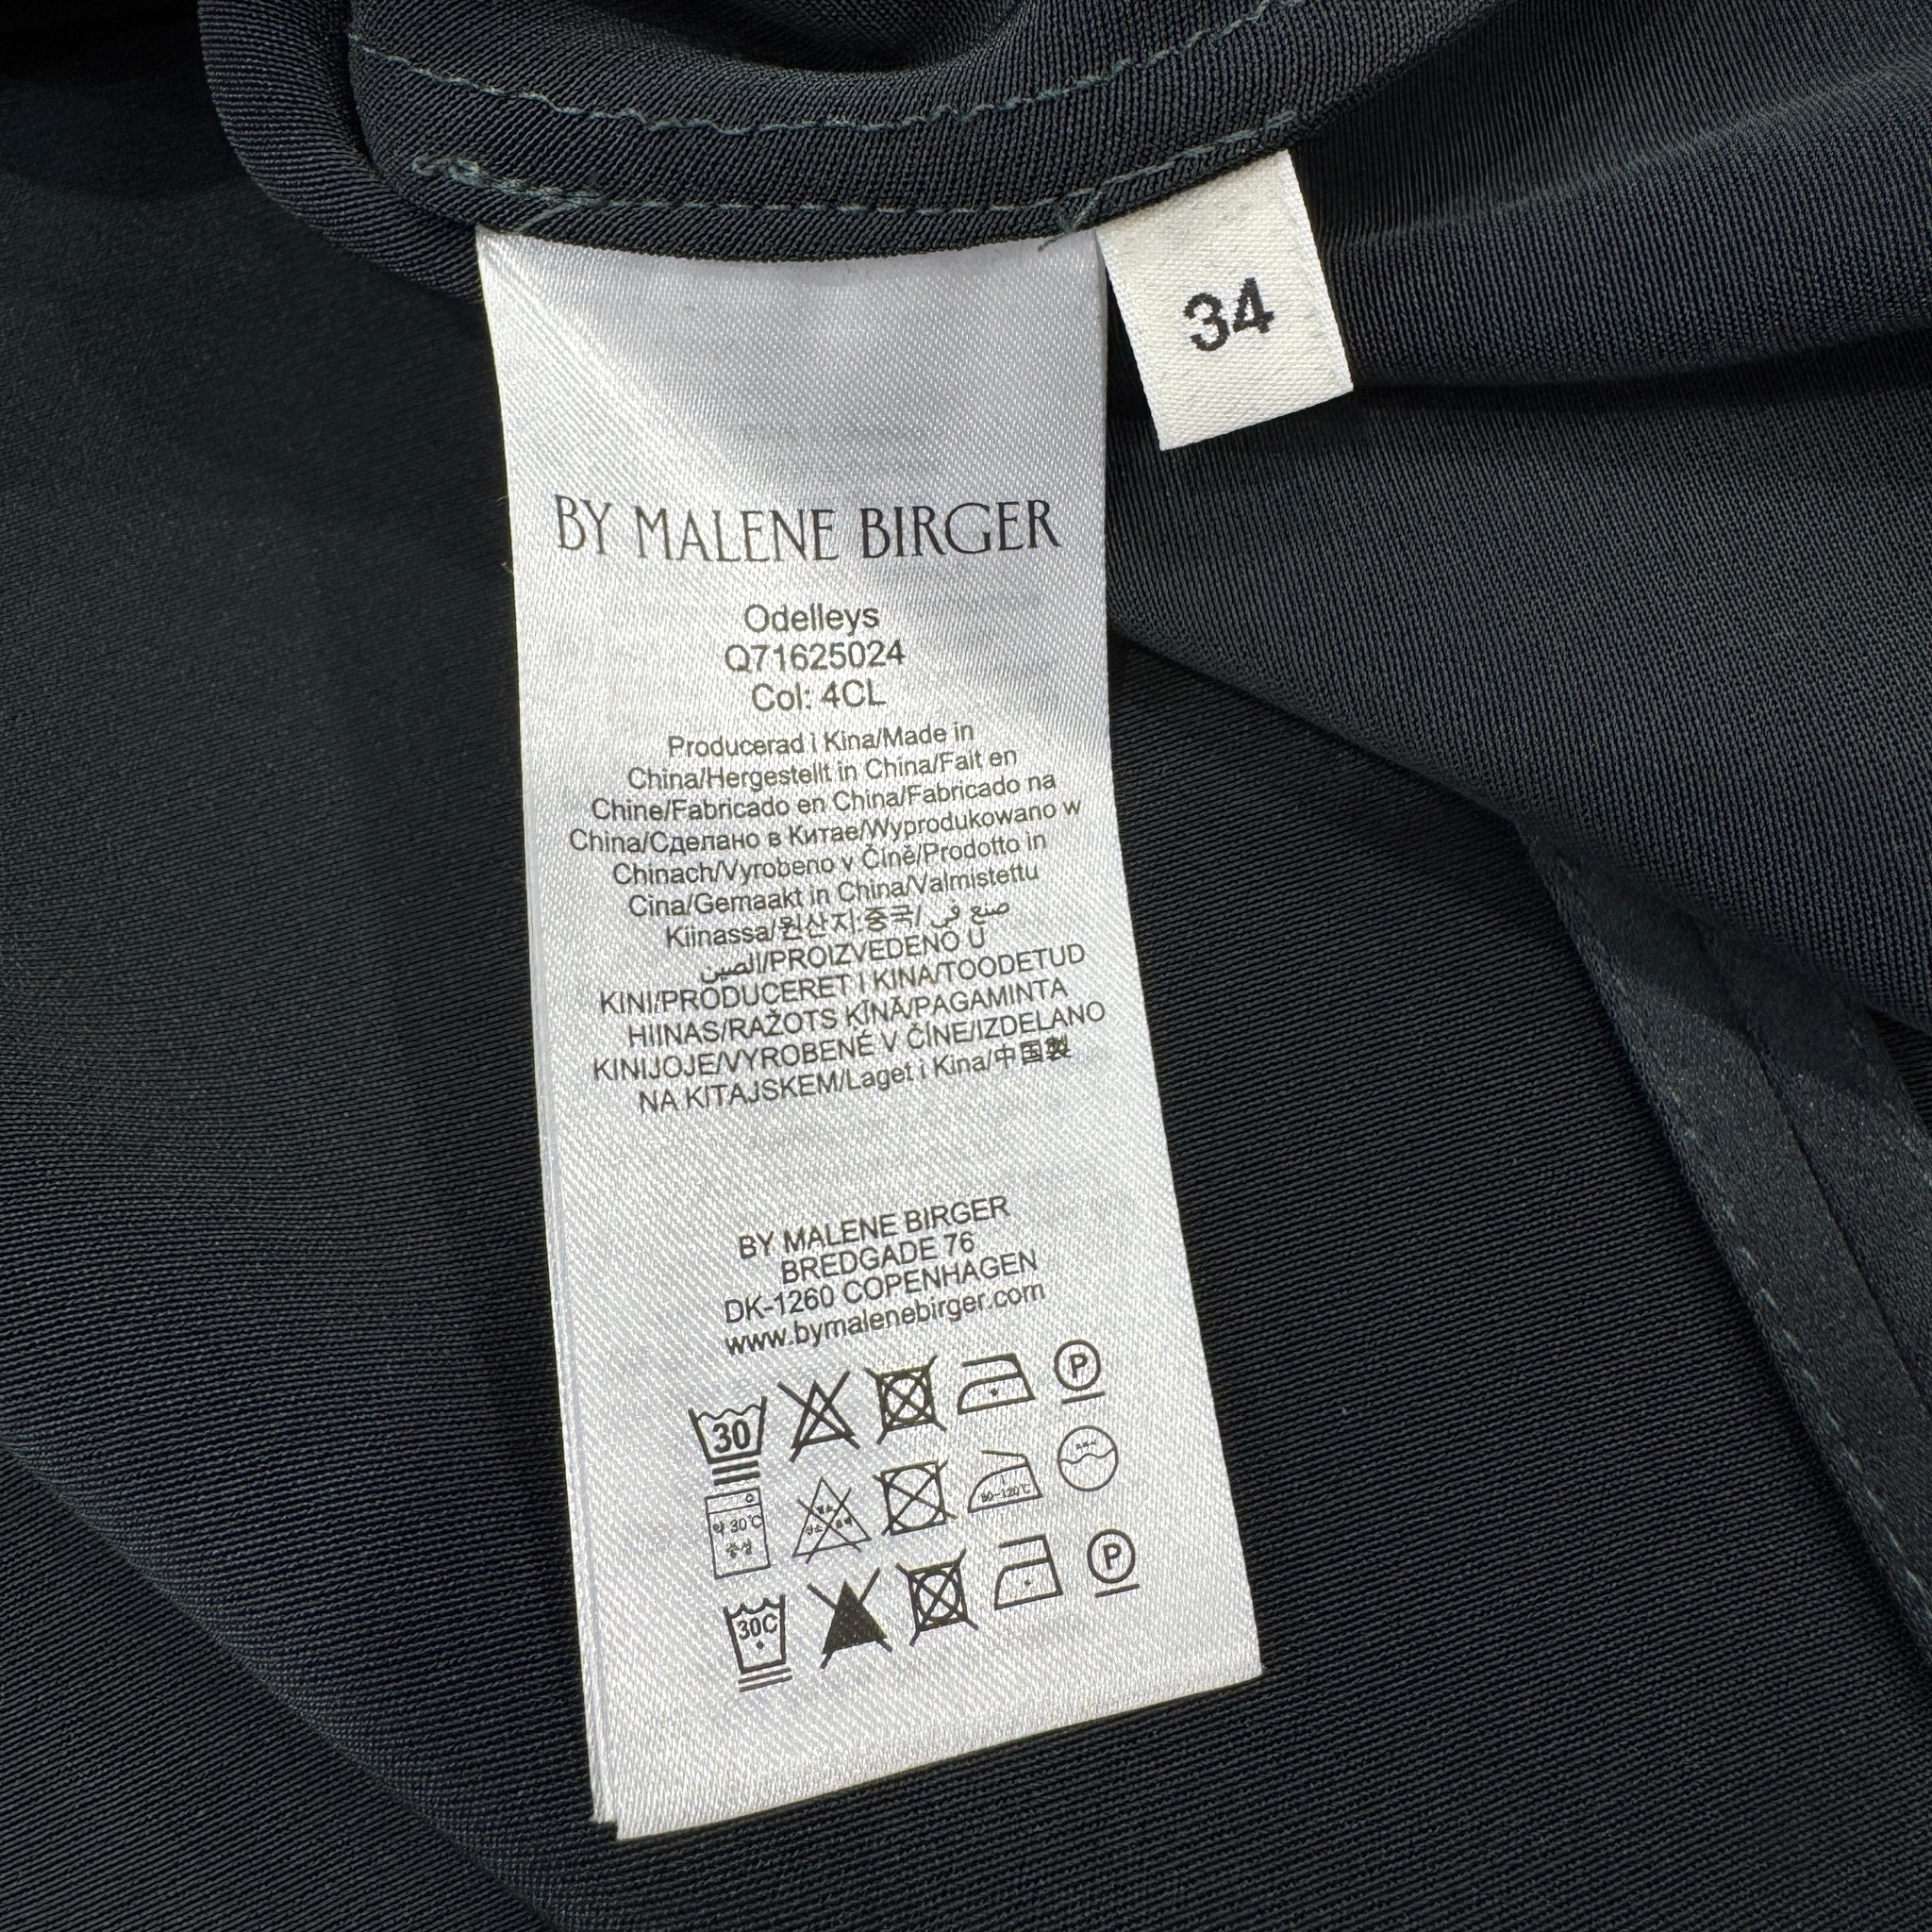 34
BY MALENE BIRGER
Odelleys
Q71625024
Col: 4CL
Producerad i Kina/Made in
China/Hergestellt in China/Fait en
Chine/Fabricado en China/Fabricado na
China/Сделано в Китае/Wyprodukowano w
Chinach/Vyrobeno v Číně/Prodotto in
Cina/Gemaakt in China/Valmistettu
Kiinassa/원산지:중국/ صنع في
الصين/PROIZVEDENO U
KINI/PRODUCERET I KINA/TOODETUD
HIINAS/RAŽOTS ĶĪNĀ/PAGAMINTA
KINIJOJE/VYROBENÉ V ČÍNE/IZDELANO
NA KITAJSKEM/Laget i Kina/中国製
BY MALENE BIRGER
BREDGADE 76
DK-1260 COPENHAGEN
www.bymalenebirger.com
30 P
약 30℃ 80~120℃
중성
30C P